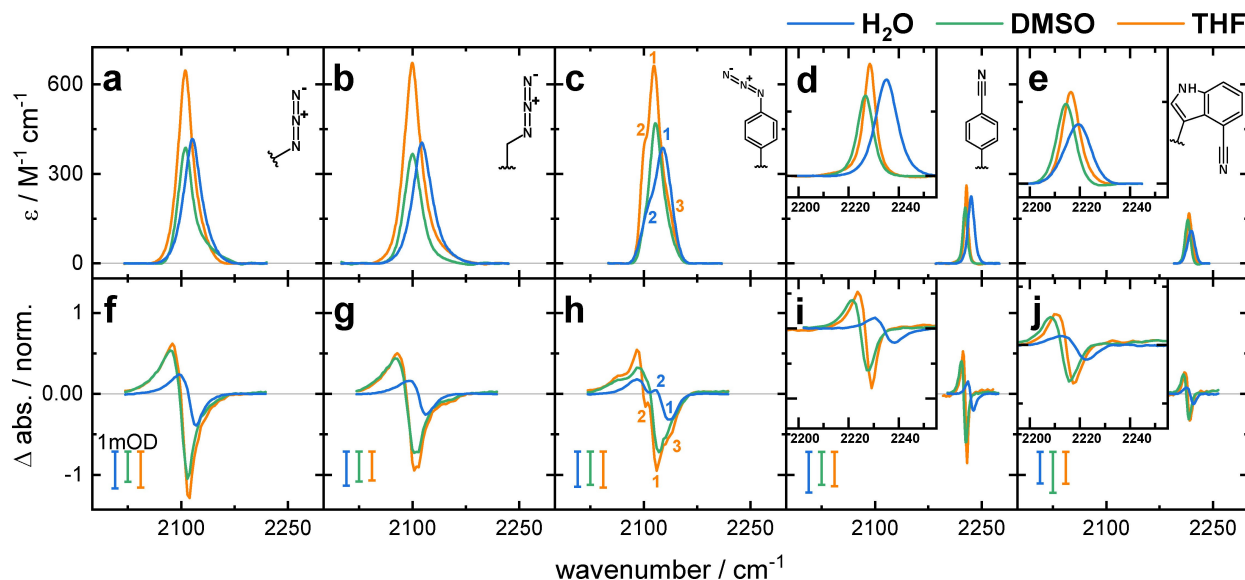 H₂O DMSO THF
a b c d e
ε / M⁻¹ cm⁻¹
600
300
0
N⁻
N⁺
N
N⁻
N⁺
N
N⁻ N⁺ N
1
2 1
2 3
N
2200 2220 2240
NH
N
2200 2220 2240
f g h i j
Δ abs. / norm.
1
0.00
-1
1mOD
2
1
2 3
1
2200 2220 2240
2200 2220 2240
2100 2250 2100 2250 2100 2250 2100 2250 2100 2250
wavenumber / cm⁻¹